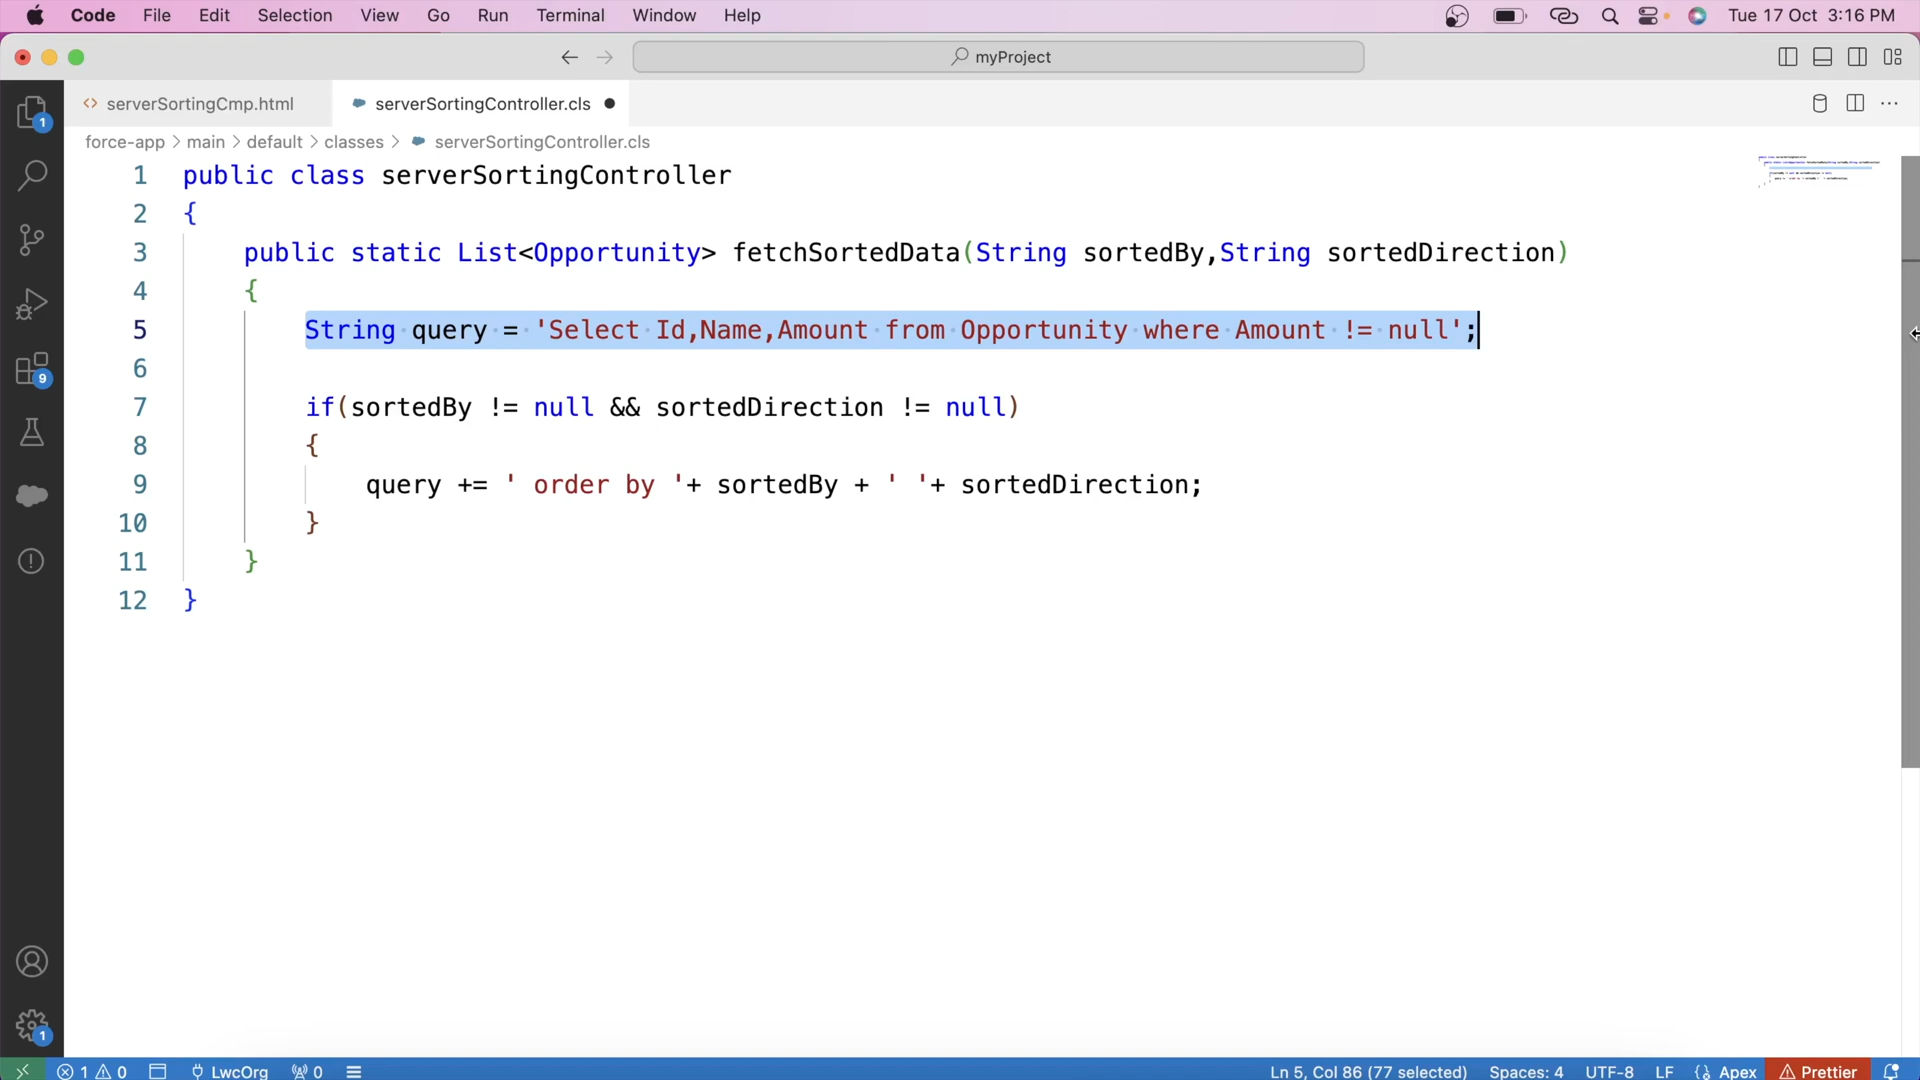 Code File Edit Selection View Go Run Terminal Window Help Tue 17 Oct 3:16 PM
myProject
serverSortingCmp.html serverSortingController.cls
force-app > main > default > classes > serverSortingController.cls
1 public class serverSortingController
2 {
3 public static List<Opportunity> fetchSortedData(String sortedBy,String sortedDirection)
4 {
5 String query = 'Select Id,Name,Amount from Opportunity where Amount != null';
6
7 if(sortedBy != null && sortedDirection != null)
8 {
9 query += ' order by '+ sortedBy + ' '+ sortedDirection;
10 }
11 }
12 }
1
9
1
1 0 LwcOrg 0 Ln 5, Col 86 (77 selected) Spaces: 4 UTF-8 LF {} Apex Prettier